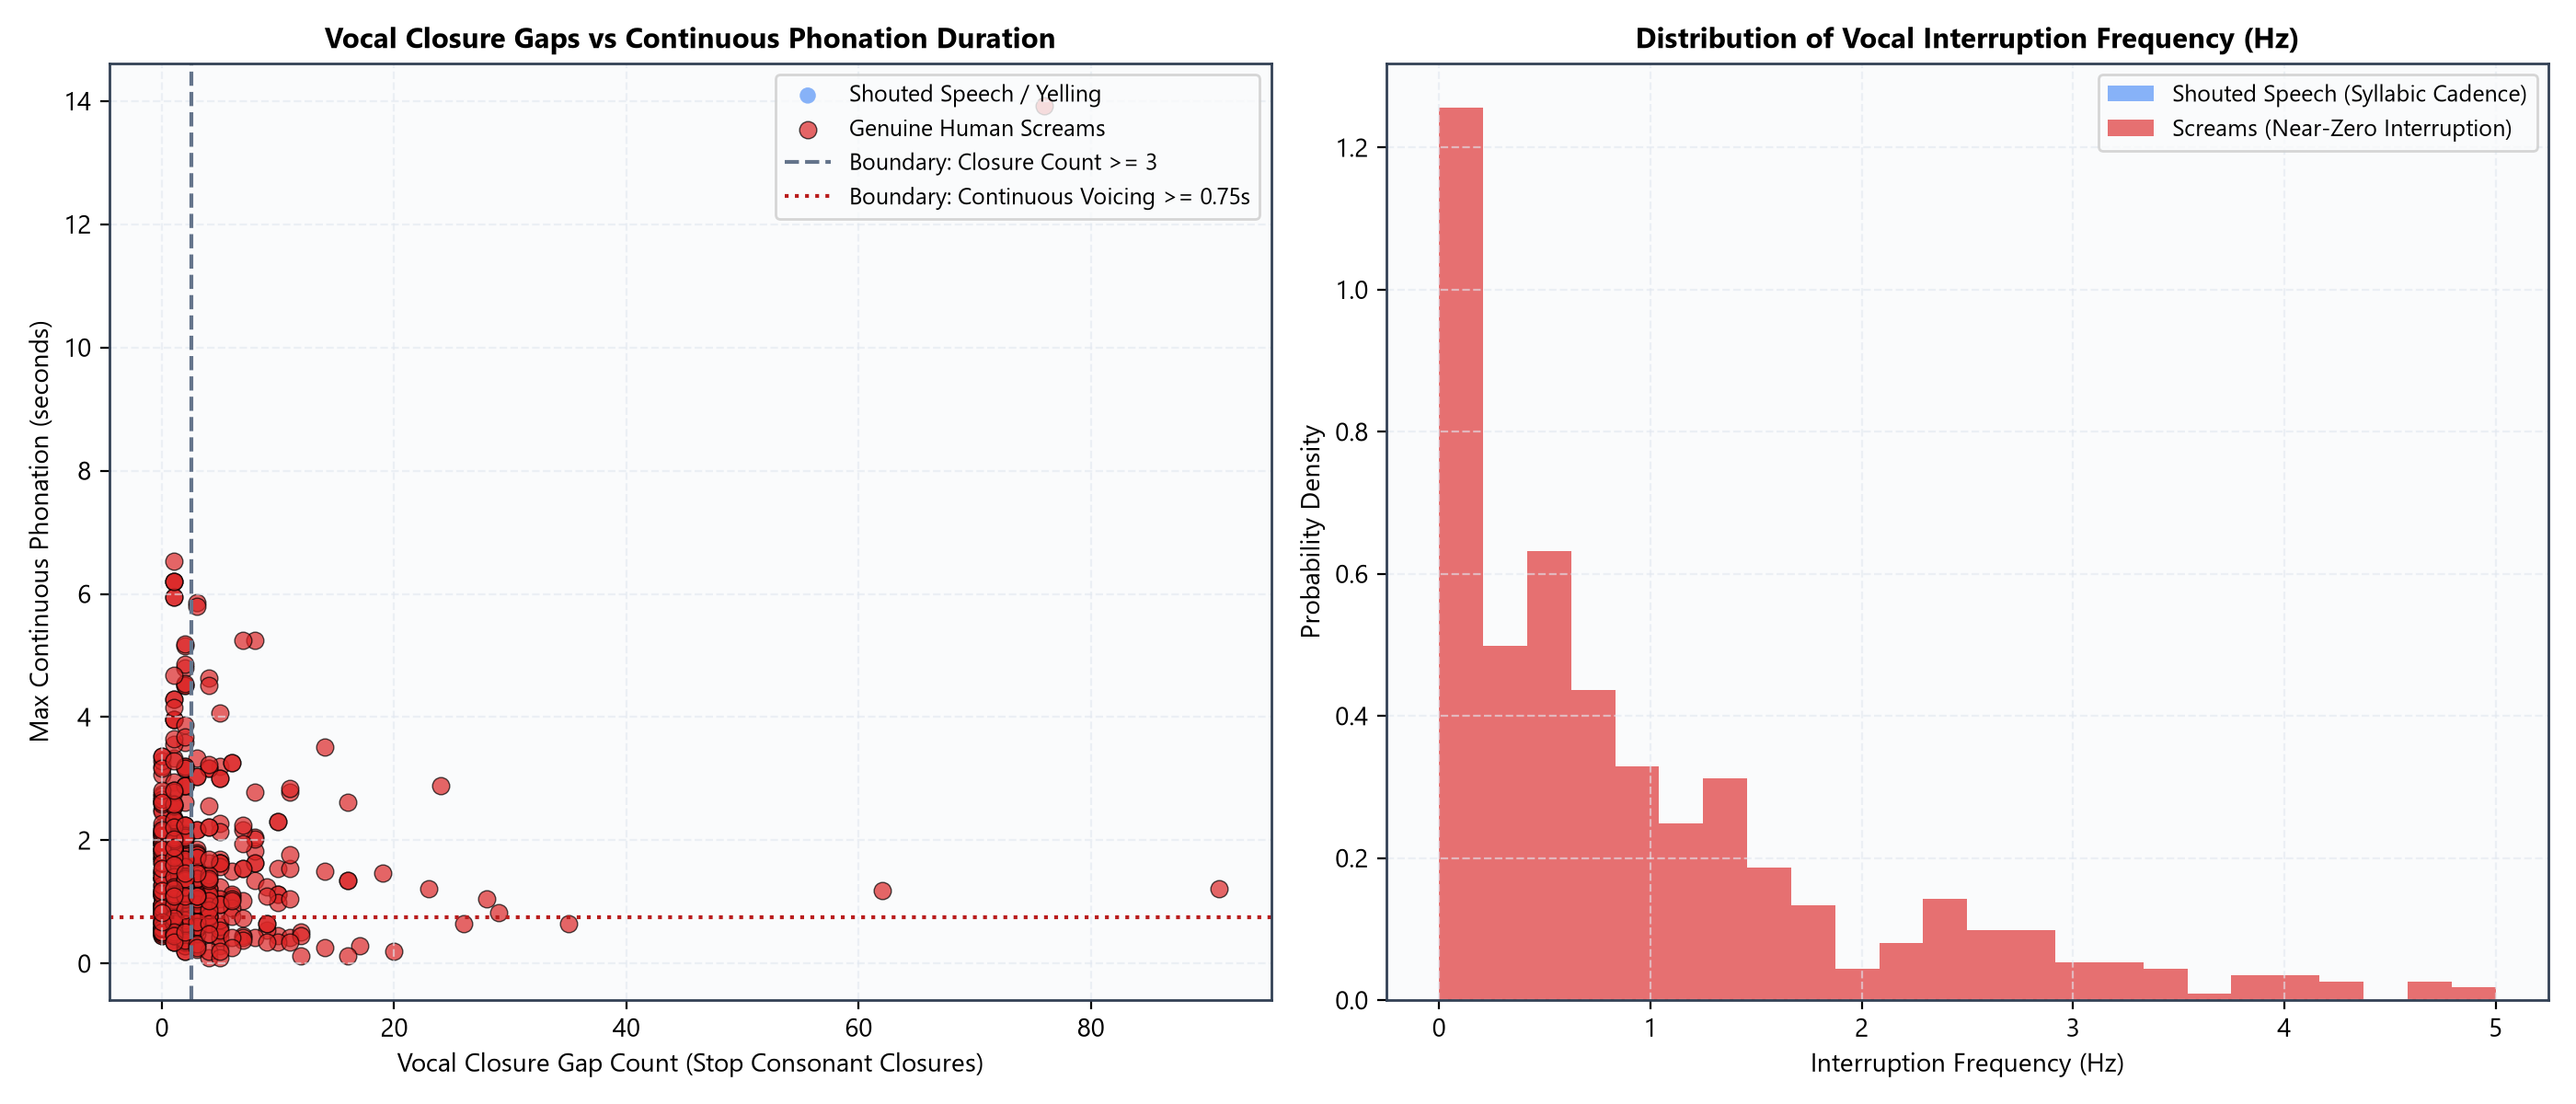 Vocal Closure Gaps vs Continuous Phonation Duration
Shouted Speech / Yelling
Genuine Human Screams
Boundary: Closure Count >= 3
Boundary: Continuous Voicing >= 0.75s
Max Continuous Phonation (seconds)
14
12
10
8
6
4
2
0
0 20 40 60 80
Vocal Closure Gap Count (Stop Consonant Closures)
Distribution of Vocal Interruption Frequency (Hz)
Shouted Speech (Syllabic Cadence)
Screams (Near-Zero Interruption)
Probability Density
1.2
1.0
0.8
0.6
0.4
0.2
0.0
0 1 2 3 4 5
Interruption Frequency (Hz)